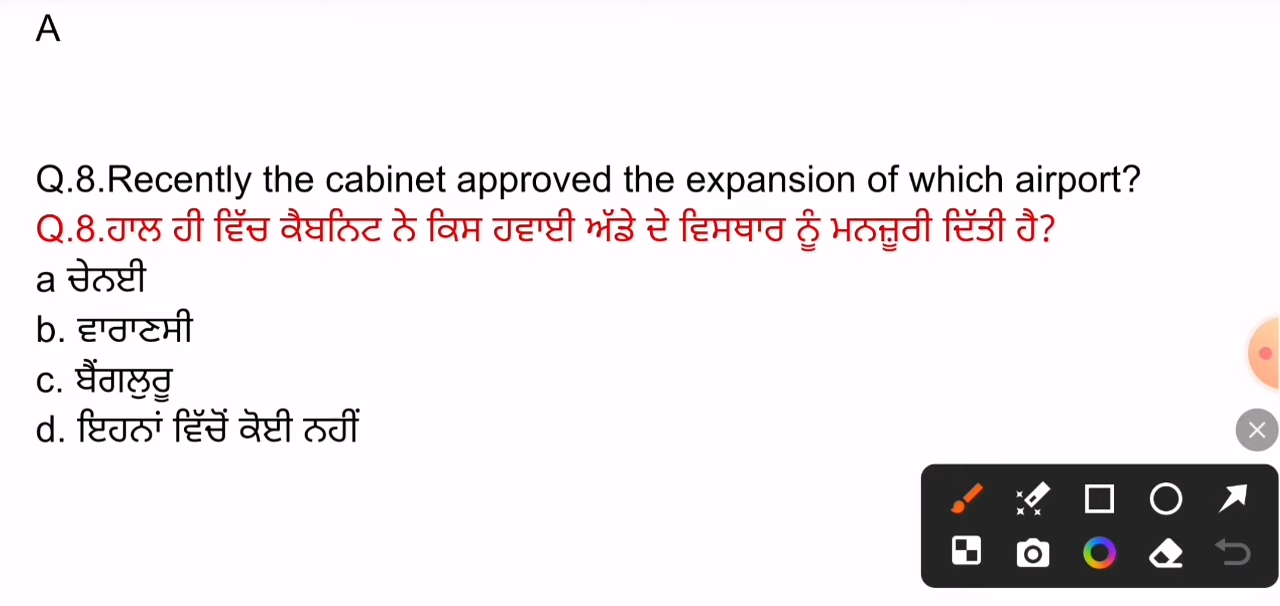 A
Q.8.Recently the cabinet approved the expansion of which airport?
Q.8.ਹਾਲ ਹੀ ਵਿੱਚ ਕੈਬਨਿਟ ਨੇ ਕਿਸ ਹਵਾਈ ਅੱਡੇ ਦੇ ਵਿਸਥਾਰ ਨੂੰ ਮਨਜ਼ੂਰੀ ਦਿੱਤੀ ਹੈ?
a ਚੇਨਈ
b. ਵਾਰਾਣਸੀ
c. ਬੈਂਗਲੁਰੂ
d. ਇਹਨਾਂ ਵਿੱਚੋਂ ਕੋਈ ਨਹੀਂ